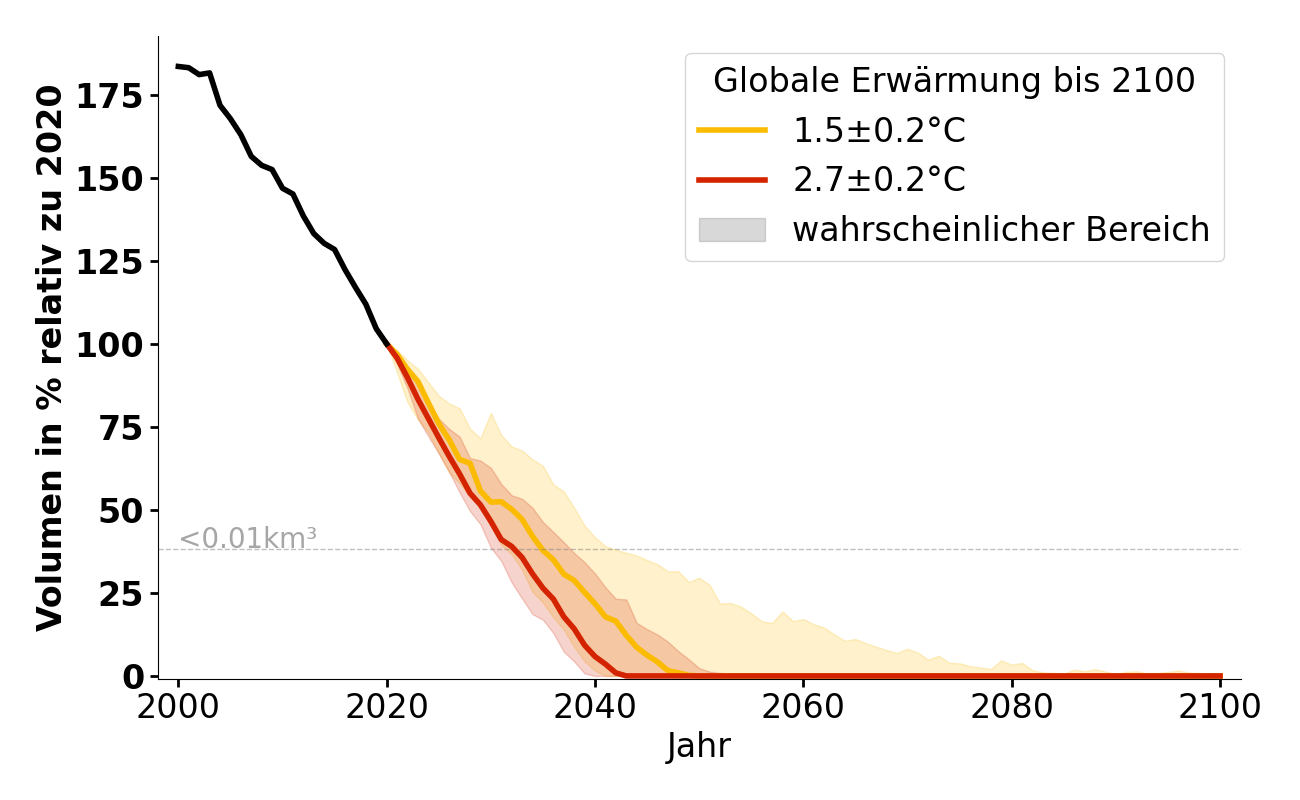 Volumen in % relativ zu 2020
175
150
125
100
75
50
25
0
Globale Erwärmung bis 2100
1.5±0.2°C
2.7±0.2°C
wahrscheinlicher Bereich
<0.01km³
2000 2020 2040 2060 2080 2100
Jahr